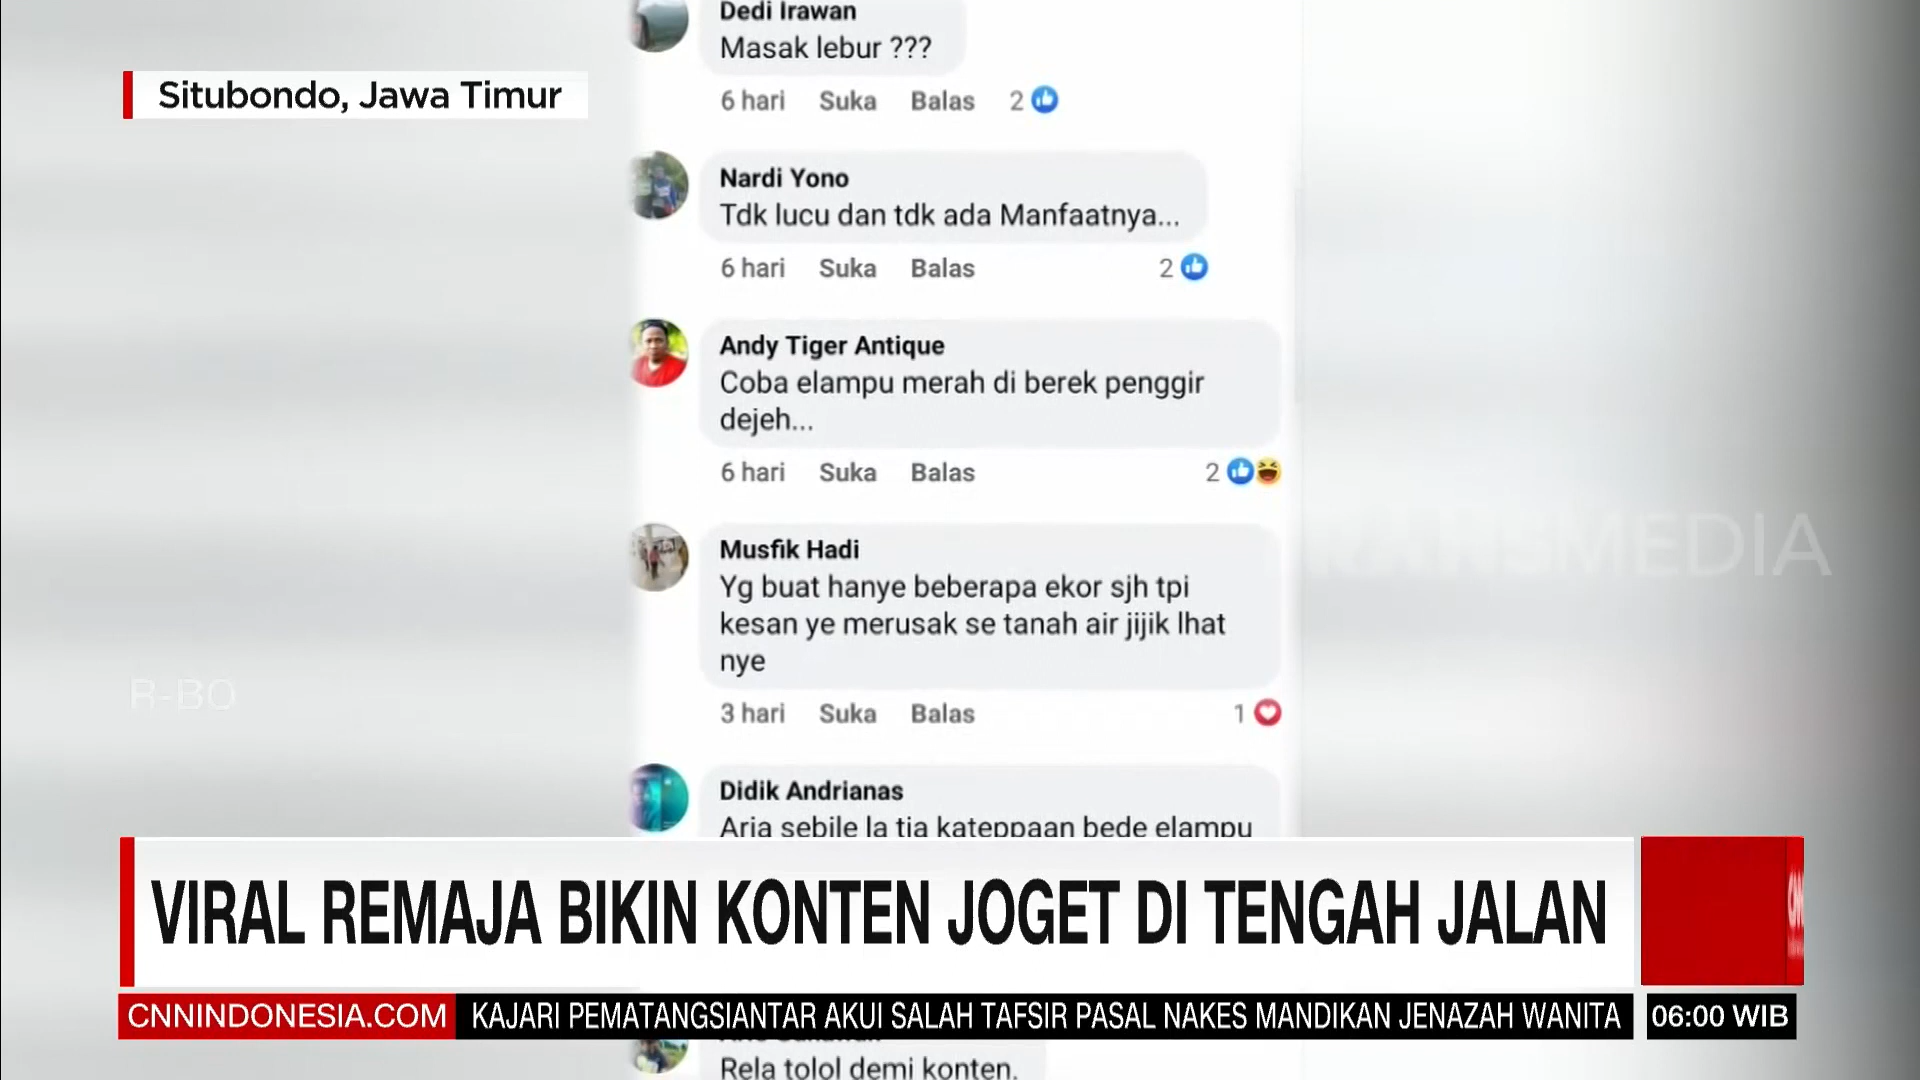 Dedi Irawan
Masak lebur ???
6 hari Suka Balas 2
Situbondo, Jawa Timur
Nardi Yono
Tdk lucu dan tdk ada Manfaatnya...
6 hari Suka Balas 2
Andy Tiger Antique
Coba elampu merah di berek penggir
dejeh...
6 hari Suka Balas 2
Musfik Hadi
Yg buat hanye beberapa ekor sjh tpi
kesan ye merusak se tanah air jijik lhat
nye
3 hari Suka Balas 1
TRANSMEDIA
R-BO
Didik Andrianas
Aria sebile la tia kateppaan bede elampu
VIRAL REMAJA BIKIN KONTEN JOGET DI TENGAH JALAN
CNNINDONESIA.COM KAJARI PEMATANGSIANTAR AKUI SALAH TAFSIR PASAL NAKES MANDIKAN JENAZAH WANITA 06:00 WIB
Rela tolol demi konten.